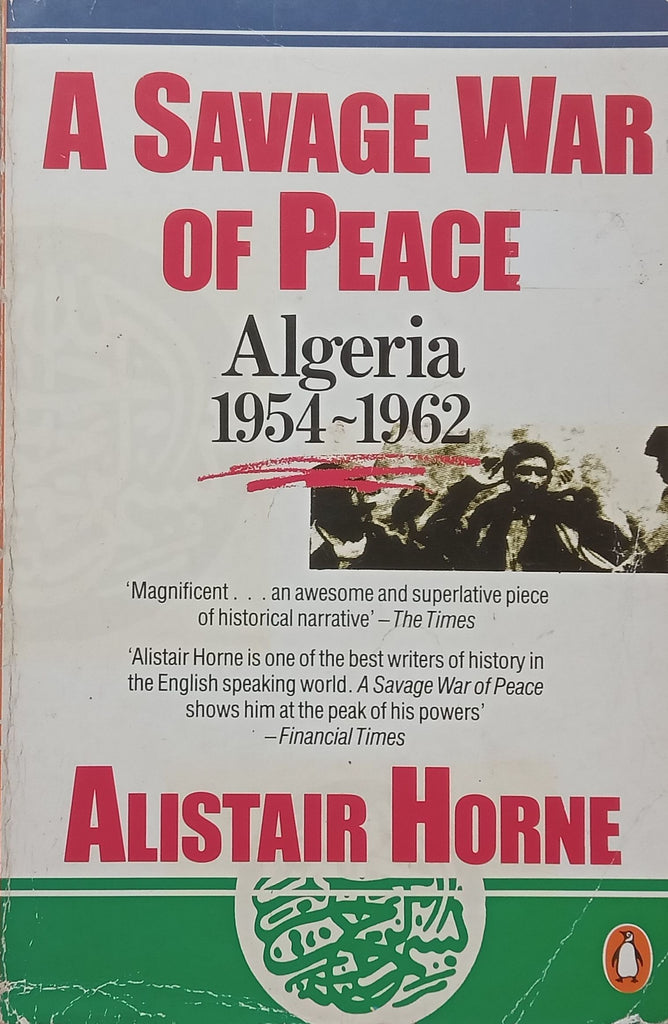 A SAVAGE WAR
OF PEACE
Algeria
1954~1962
‘Magnificent . . . an awesome and superlative piece
of historical narrative’ – The Times
‘Alistair Horne is one of the best writers of history in
the English speaking world. A Savage War of Peace
shows him at the peak of his powers’
– Financial Times
ALISTAIR HORNE